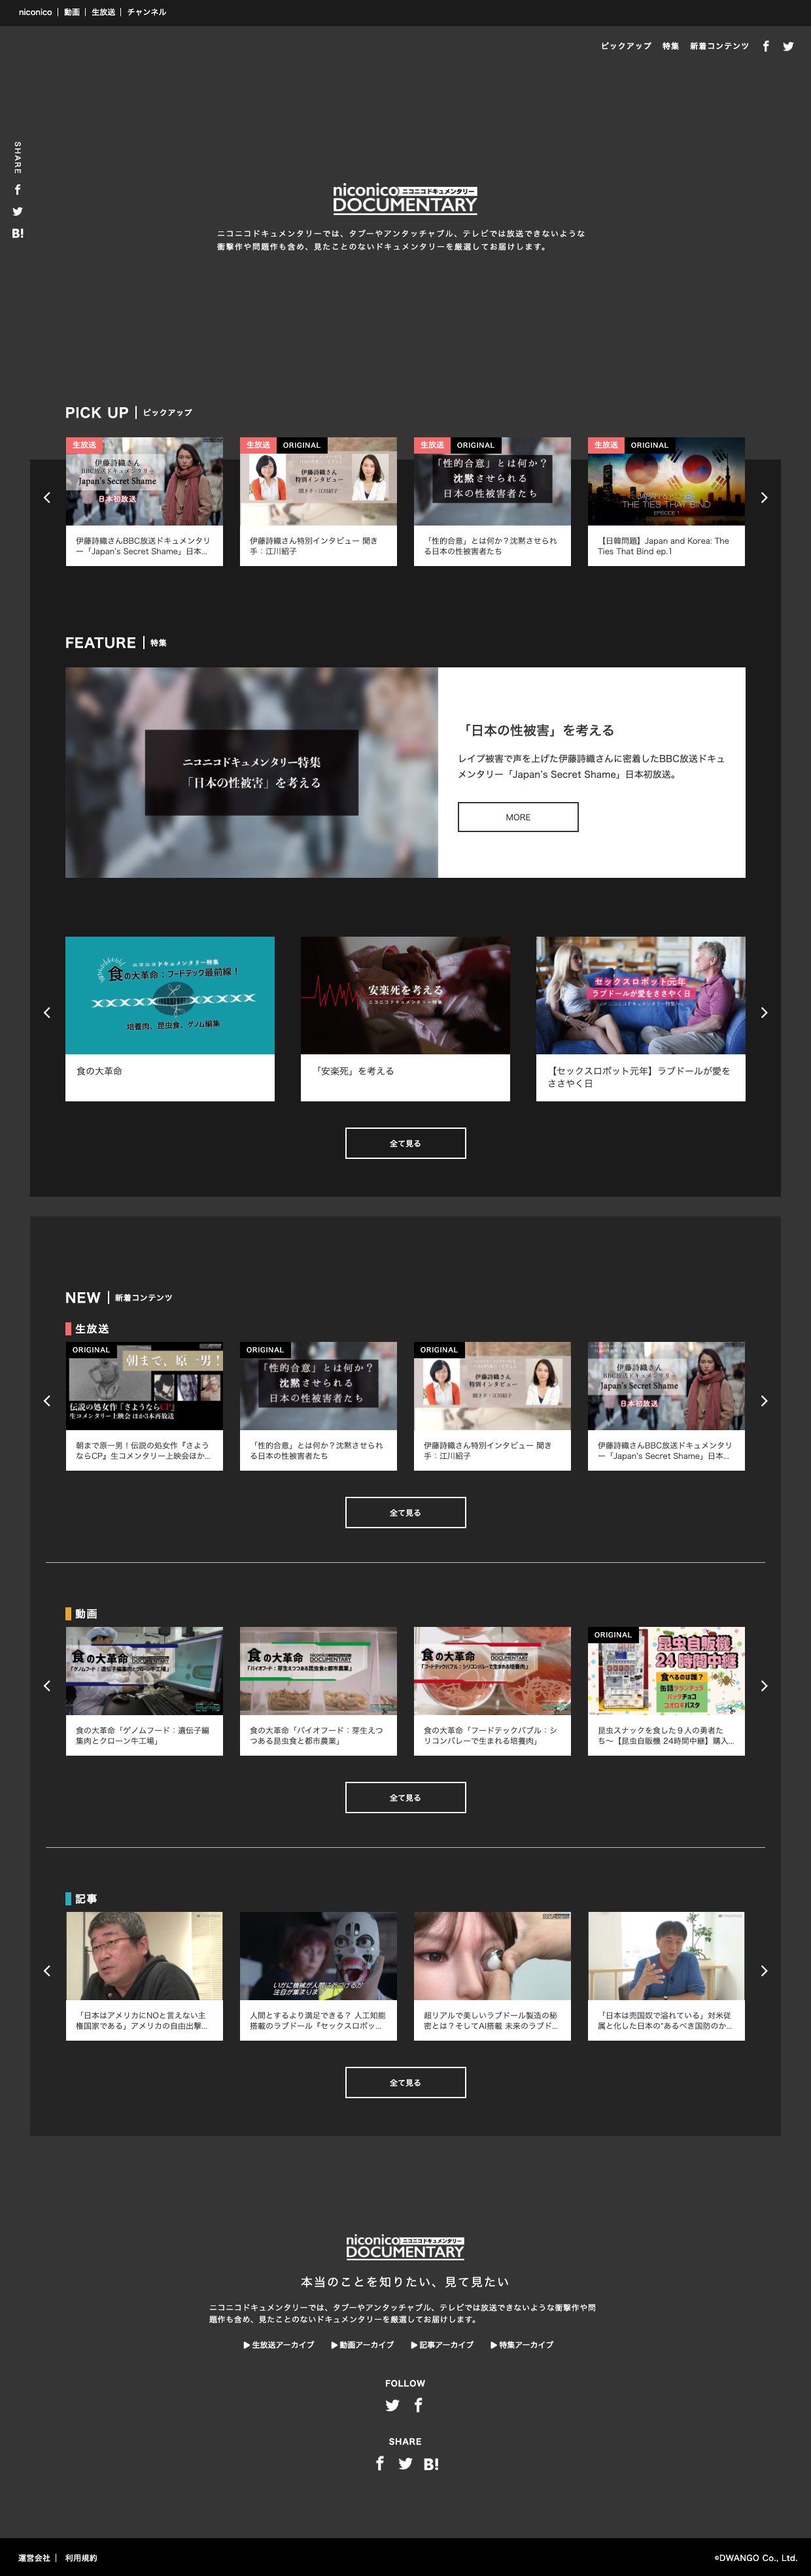 niconico
動画
生放送
チャンネル
ピックアップ
特集
新着コンテンツ
SHARE
B!
niconico ニコニコドキュメンタリー
DOCUMENTARY
ニコニコドキュメンタリーでは、タブーやアンタッチャブル、テレビでは放送できないような
衝撃作や問題作も含め、見たことのないドキュメンタリーを厳選してお届けします。
PICK UP
ピックアップ
生放送
伊藤詩織さん
BBC放送ドキュメンタリー
Japan's Secret Shame
日本初放送
伊藤詩織さんBBC放送ドキュメンタリ
ー「Japan's Secret Shame」日本...
生放送
ORIGINAL
伊藤詩織さん
特別インタビュー
聞き手：江川紹子
伊藤詩織さん特別インタビュー 聞き
手：江川紹子
生放送
ORIGINAL
「性的合意」とは何か？
沈黙させられる
日本の性被害者たち
「性的合意」とは何か？沈黙させられ
る日本の性被害者たち
生放送
ORIGINAL
JAPAN & KOREA
THE TIES THAT BIND
EPISODE 1
【日韓問題】Japan and Korea: The
Ties That Bind ep.1
FEATURE
特集
ニコニコドキュメンタリー特集
「日本の性被害」を考える
「日本の性被害」を考える
レイプ被害で声を上げた伊藤詩織さんに密着したBBC放送ドキュ
メンタリー「Japan's Secret Shame」日本初放送。
MORE
ニコニコドキュメンタリー特集
食の大革命：フードテック最前線！
培養肉、昆虫食、ゲノム編集
食の大革命
安楽死を考える
ニコニコドキュメンタリー特集
「安楽死」を考える
セックスロボット元年
ラブドールが愛をささやく日
ニコニコドキュメンタリー特集
【セックスロボット元年】ラブドールが愛を
ささやく日
全て見る
NEW
新着コンテンツ
生放送
ORIGINAL
朝まで、原一男！
伝説の処女作『さようならCP』
生コメンタリー上映会 ほか3本再放送
朝まで原一男！伝説の処女作『さよう
ならCP』生コメンタリー上映会ほか...
ORIGINAL
「性的合意」とは何か？
沈黙させられる
日本の性被害者たち
「性的合意」とは何か？沈黙させられ
る日本の性被害者たち
ORIGINAL
伊藤詩織さん
特別インタビュー
聞き手：江川紹子
伊藤詩織さん特別インタビュー 聞き
手：江川紹子
伊藤詩織さん
BBC放送ドキュメンタリー
Japan's Secret Shame
日本初放送
伊藤詩織さんBBC放送ドキュメンタリ
ー「Japan's Secret Shame」日本...
全て見る
動画
食の大革命
DOCUMENTARY
「ゲノムフード：遺伝子編集肉とクローン牛工場」
食の大革命「ゲノムフード：遺伝子編
集肉とクローン牛工場」
食の大革命
DOCUMENTARY
「バイオフード：芽生えつつある昆虫食と都市農業」
食の大革命「バイオフード：芽生えつ
つある昆虫食と都市農業」
食の大革命
DOCUMENTARY
「フードテックバブル：シリコンバレーで生まれる培養肉」
食の大革命「フードテックバブル：シ
リコンバレーで生まれる培養肉」
ORIGINAL
昆虫自販機
24時間中継
食べるのは誰？
缶詰タランチュラ
バッタチョコ
コオロギパスタ
昆虫スナックを食した９人の勇者た
ち〜【昆虫自販機 24時間中継】購入...
全て見る
記事
「日本はアメリカにNOと言えない主
権国家である」アメリカの自由出撃...
いかに機械が人間に近づけるか
注目が集まります
人間とするより満足できる？ 人工知能
搭載のラブドール『セックスロボッ...
超リアルで美しいラブドール製造の秘
密とは？そしてAI搭載 未来のラブド...
「日本は売国奴で溢れている」対米従
属と化した日本の“あるべき国防のか...
全て見る
niconico ニコニコドキュメンタリー
DOCUMENTARY
本当のことを知りたい、見て見たい
ニコニコドキュメンタリーでは、タブーやアンタッチャブル、テレビでは放送できないような衝撃作や問
題作も含め、見たことのないドキュメンタリーを厳選してお届けします。
▶生放送アーカイブ
▶動画アーカイブ
▶記事アーカイブ
▶特集アーカイブ
FOLLOW
SHARE
B!
運営会社
利用規約
©DWANGO Co., Ltd.